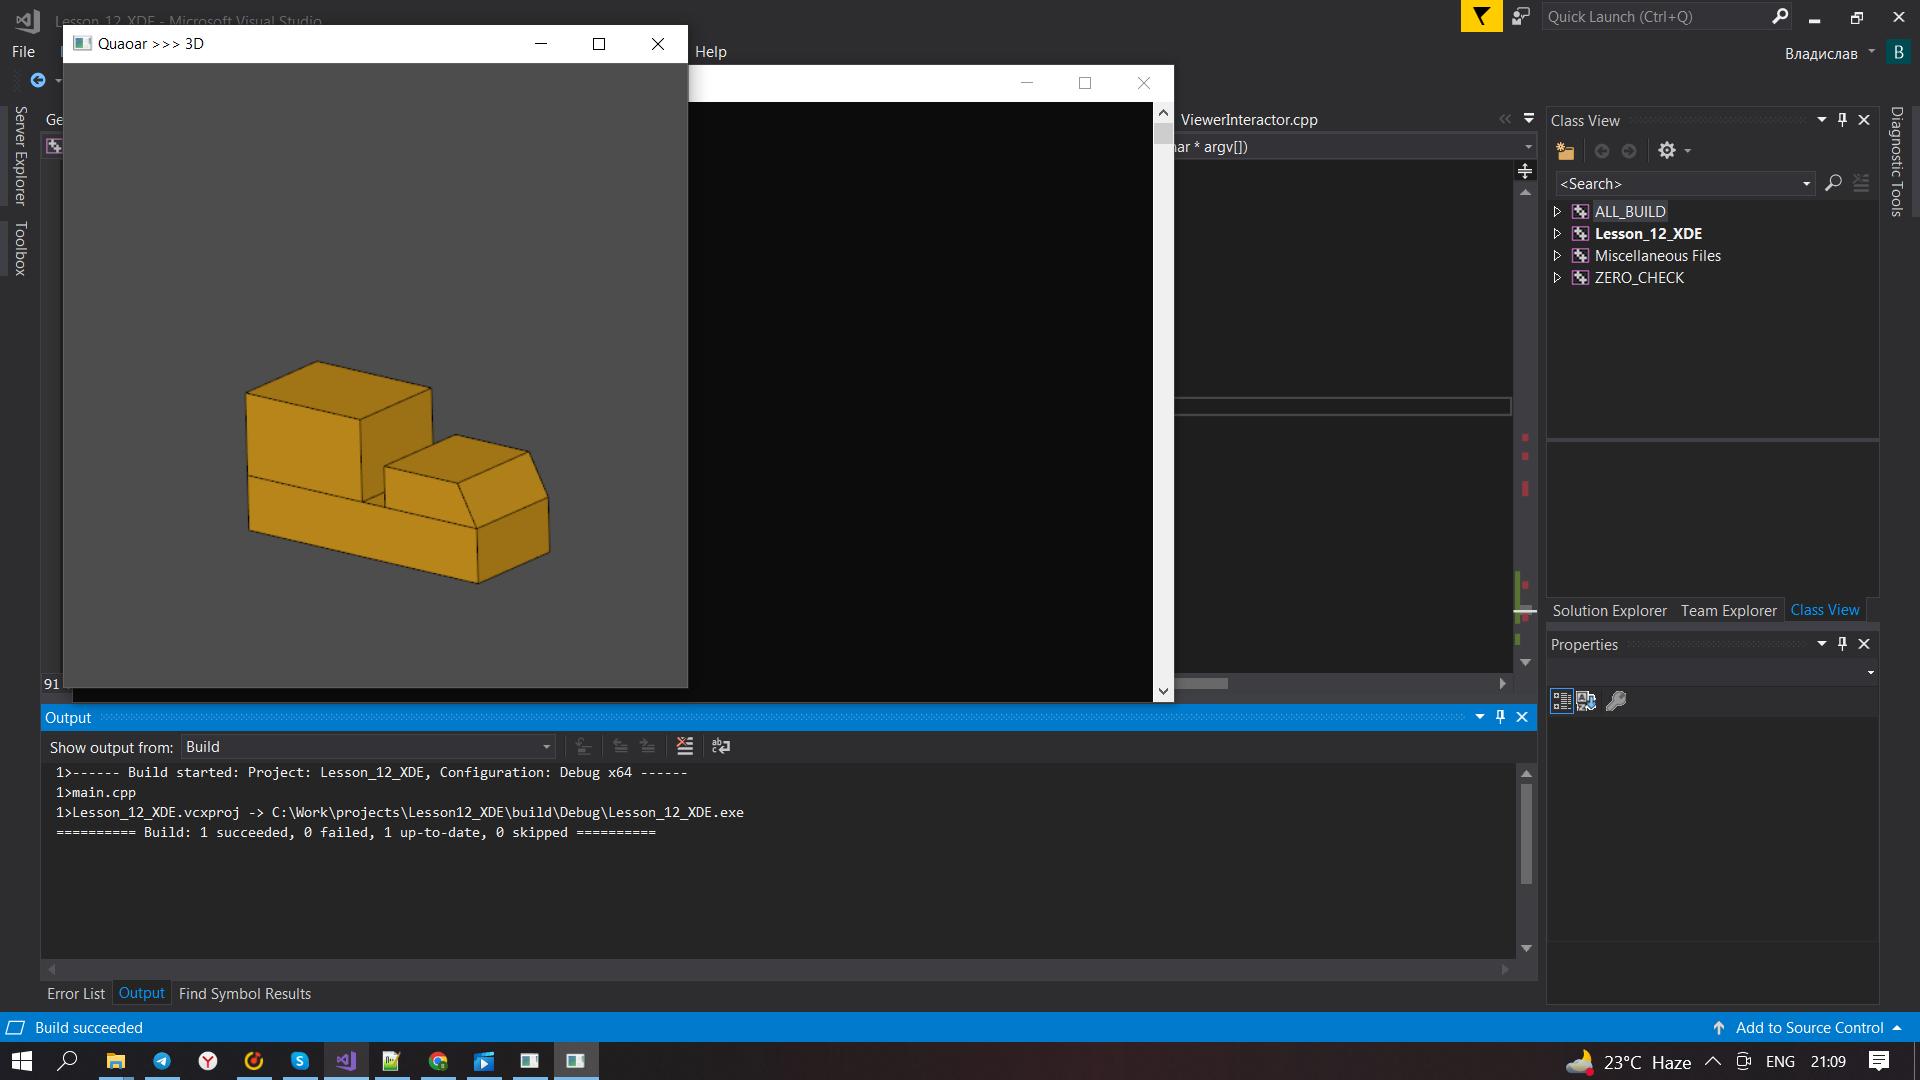 Lesson_12_XDE - Microsoft Visual Studio
Quick Launch (Ctrl+Q)
Quaoar >>> 3D
File
Help
Владислав
B
Server Explorer
Toolbox
Ge
ViewerInteractor.cpp
ar * argv[])
Class View
<Search>
ALL_BUILD
Lesson_12_XDE
Miscellaneous Files
ZERO_CHECK
Diagnostic Tools
Solution Explorer
Team Explorer
Class View
Properties
91
Output
Show output from:
Build
1>------ Build started: Project: Lesson_12_XDE, Configuration: Debug x64 ------
1>main.cpp
1>Lesson_12_XDE.vcxproj -> C:\Work\projects\Lesson12_XDE\build\Debug\Lesson_12_XDE.exe
========== Build: 1 succeeded, 0 failed, 1 up-to-date, 0 skipped ==========
Error List
Output
Find Symbol Results
Build succeeded
Add to Source Control
23°C Haze
ENG
21:09